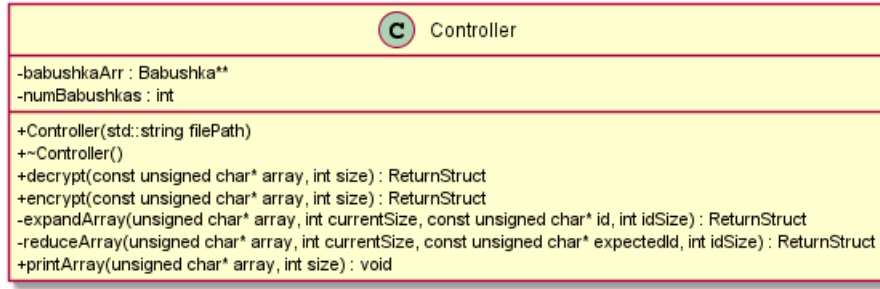 C Controller
-babushkaArr : Babushka**
-numBabushkas : int
+Controller(std::string filePath)
+~Controller()
+decrypt(const unsigned char* array, int size) : ReturnStruct
+encrypt(const unsigned char* array, int size) : ReturnStruct
-expandArray(unsigned char* array, int currentSize, const unsigned char* id, int idSize) : ReturnStruct
-reduceArray(unsigned char* array, int currentSize, const unsigned char* expectedId, int idSize) : ReturnStruct
+printArray(unsigned char* array, int size) : void